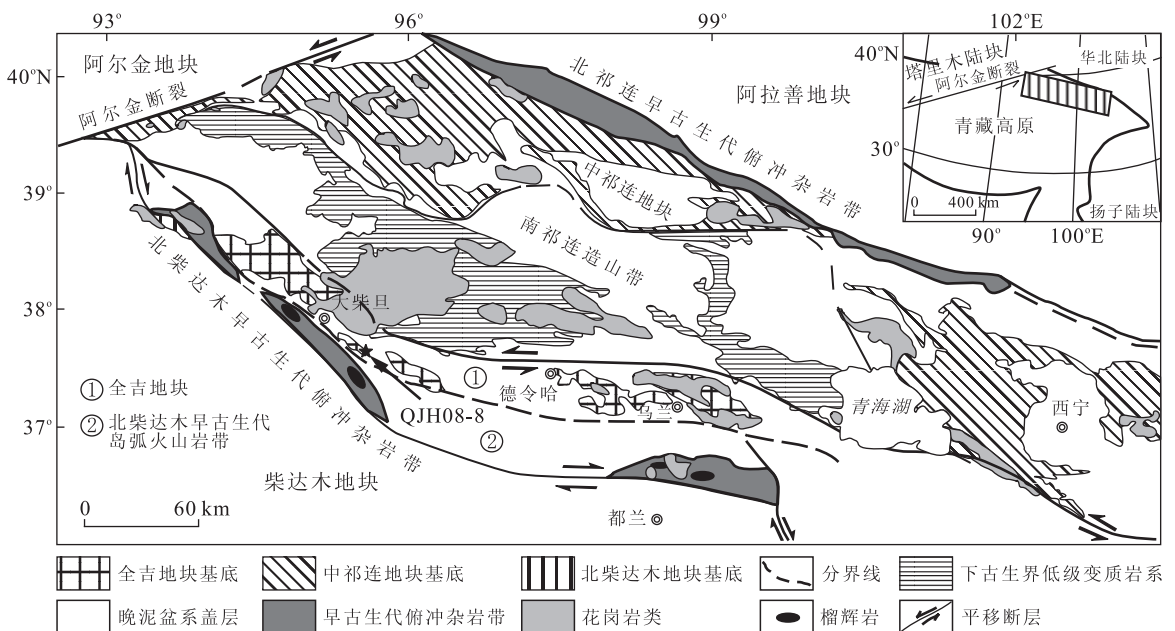 93° 96° 99° 102°E
40°N
39°
38°
37°
阿尔金地块
阿尔金断裂
北祁连早古生代俯冲杂岩带
阿拉善地块
中祁连地块
南祁连造山带
北柴达木早古生代俯冲杂岩带
大柴旦
① 全吉地块
② 北柴达木早古生代
岛弧火山岩带
QJH08-8
①
②
德令哈
乌兰
青海湖
西宁
柴达木地块
都兰
0 60 km
40°N
塔里木陆块
华北陆块
阿尔金断裂
青藏高原
30°
0 400 km
扬子陆块
90° 100°E
全吉地块基底 中祁连地块基底 北柴达木地块基底 分界线 下古生界低级变质岩系
晚泥盆系盖层 早古生代俯冲杂岩带 花岗岩类 榴辉岩 平移断层